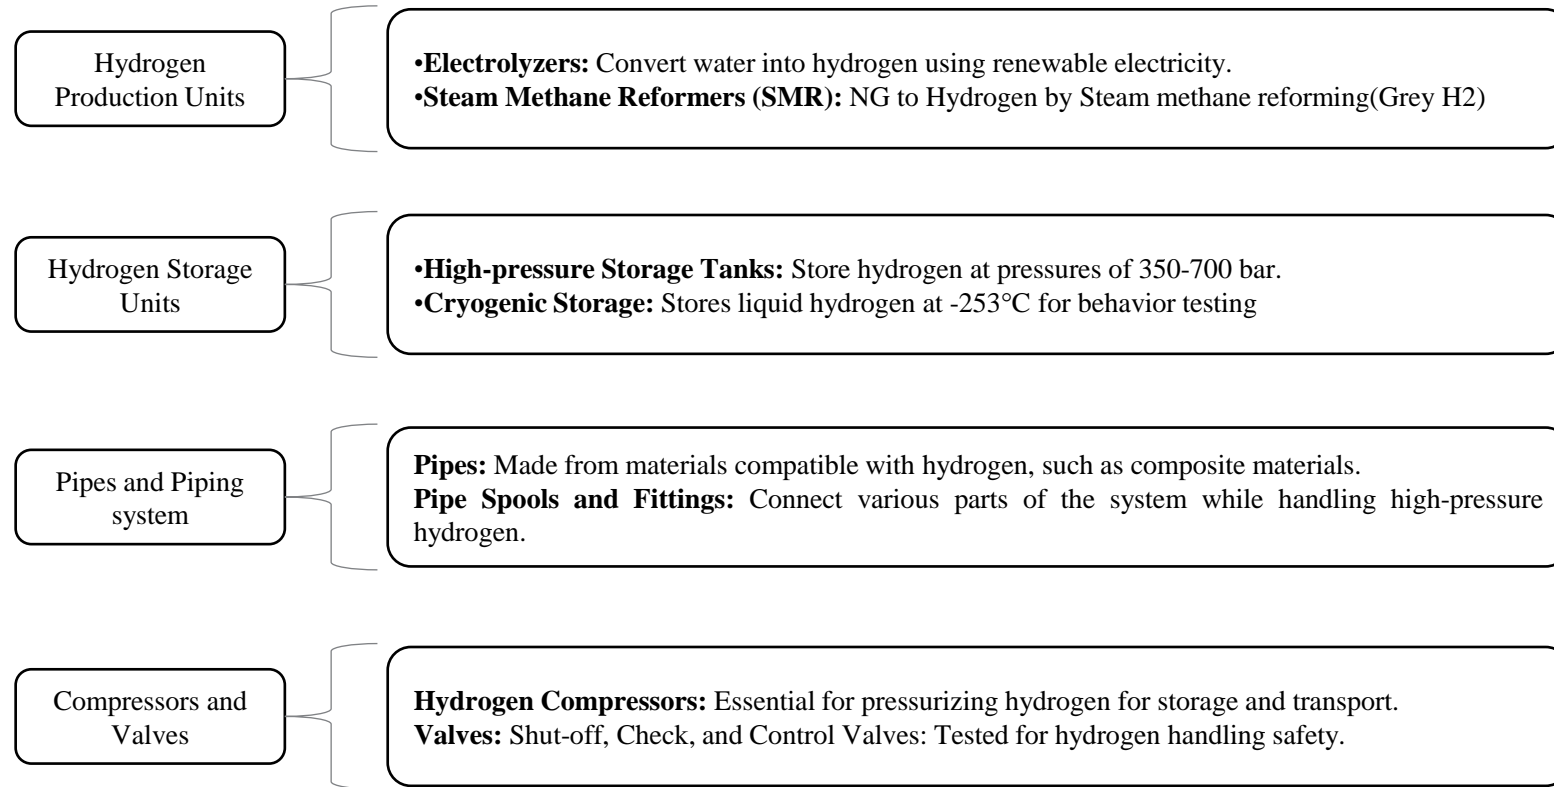 Hydrogen
Production Units
•Electrolyzers: Convert water into hydrogen using renewable electricity.
•Steam Methane Reformers (SMR): NG to Hydrogen by Steam methane reforming(Grey H2)
Hydrogen Storage
Units
•High-pressure Storage Tanks: Store hydrogen at pressures of 350-700 bar.
•Cryogenic Storage: Stores liquid hydrogen at -253°C for behavior testing
Pipes and Piping
system
Pipes: Made from materials compatible with hydrogen, such as composite materials.
Pipe Spools and Fittings: Connect various parts of the system while handling high-pressure
hydrogen.
Compressors and
Valves
Hydrogen Compressors: Essential for pressurizing hydrogen for storage and transport.
Valves: Shut-off, Check, and Control Valves: Tested for hydrogen handling safety.